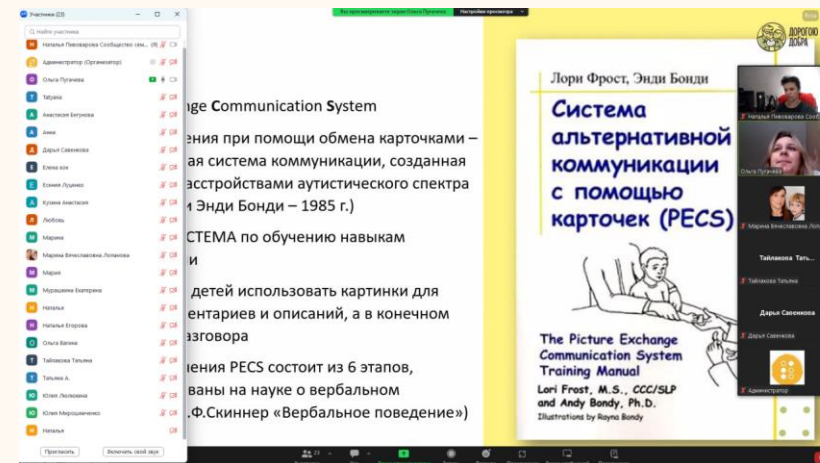 Участники (23)
Найти участника
Наталья Пивоварова Сообщество сем... (Я)
Администратор (Организатор)
Ольга Пугачева
Tatyana
Анастасия Бегунова
Анна
Дарья Савенкова
Елена кон
Есения Луценко
Кузина Анастасия
Любовь
Марина
Марина Вячеславовна Лопанова
Мария
Мурашкина Екатерина
Наталья
Наталья Егорова
Ольга Вагина
Тайлакова Татьяна
Татьяна А.
Юлия Люлюкина
Юлия Мирошниченко
Наталья
Пригласить
Включить свой звук
Вы просматриваете экран Ольга Пугачева
Настройки просмотра
nge Communication System
ения при помощи обмена карточками –
ая система коммуникации, созданная
асстройствами аутистического спектра
и Энди Бонди – 1985 г.)
СТЕМА по обучению навыкам
и
детей использовать картинки для
ентариев и описаний, а в конечном
азговора
ения PECS состоит из 6 этапов,
ваны на науке о вербальном
.Ф.Скиннер «Вербальное поведение»)
Лори Фрост, Энди Бонди
Система
альтернативной
коммуникации
с помощью
карточек (PECS)
The Picture Exchange
Communication System
Training Manual
Lori Frost, M.S., CCC/SLP
and Andy Bondy, Ph.D.
Illustrations by Rayna Bondy
ДОРОГОЮ
ДОБРА
Наталья Пивоварова Сооб
Ольга Пугачева
Марина Вячеславовна Лоп
Тайлакова Тать...
Тайлакова Татьяна
Дарья Савенкова
Дарья Савенкова
Администратор
23